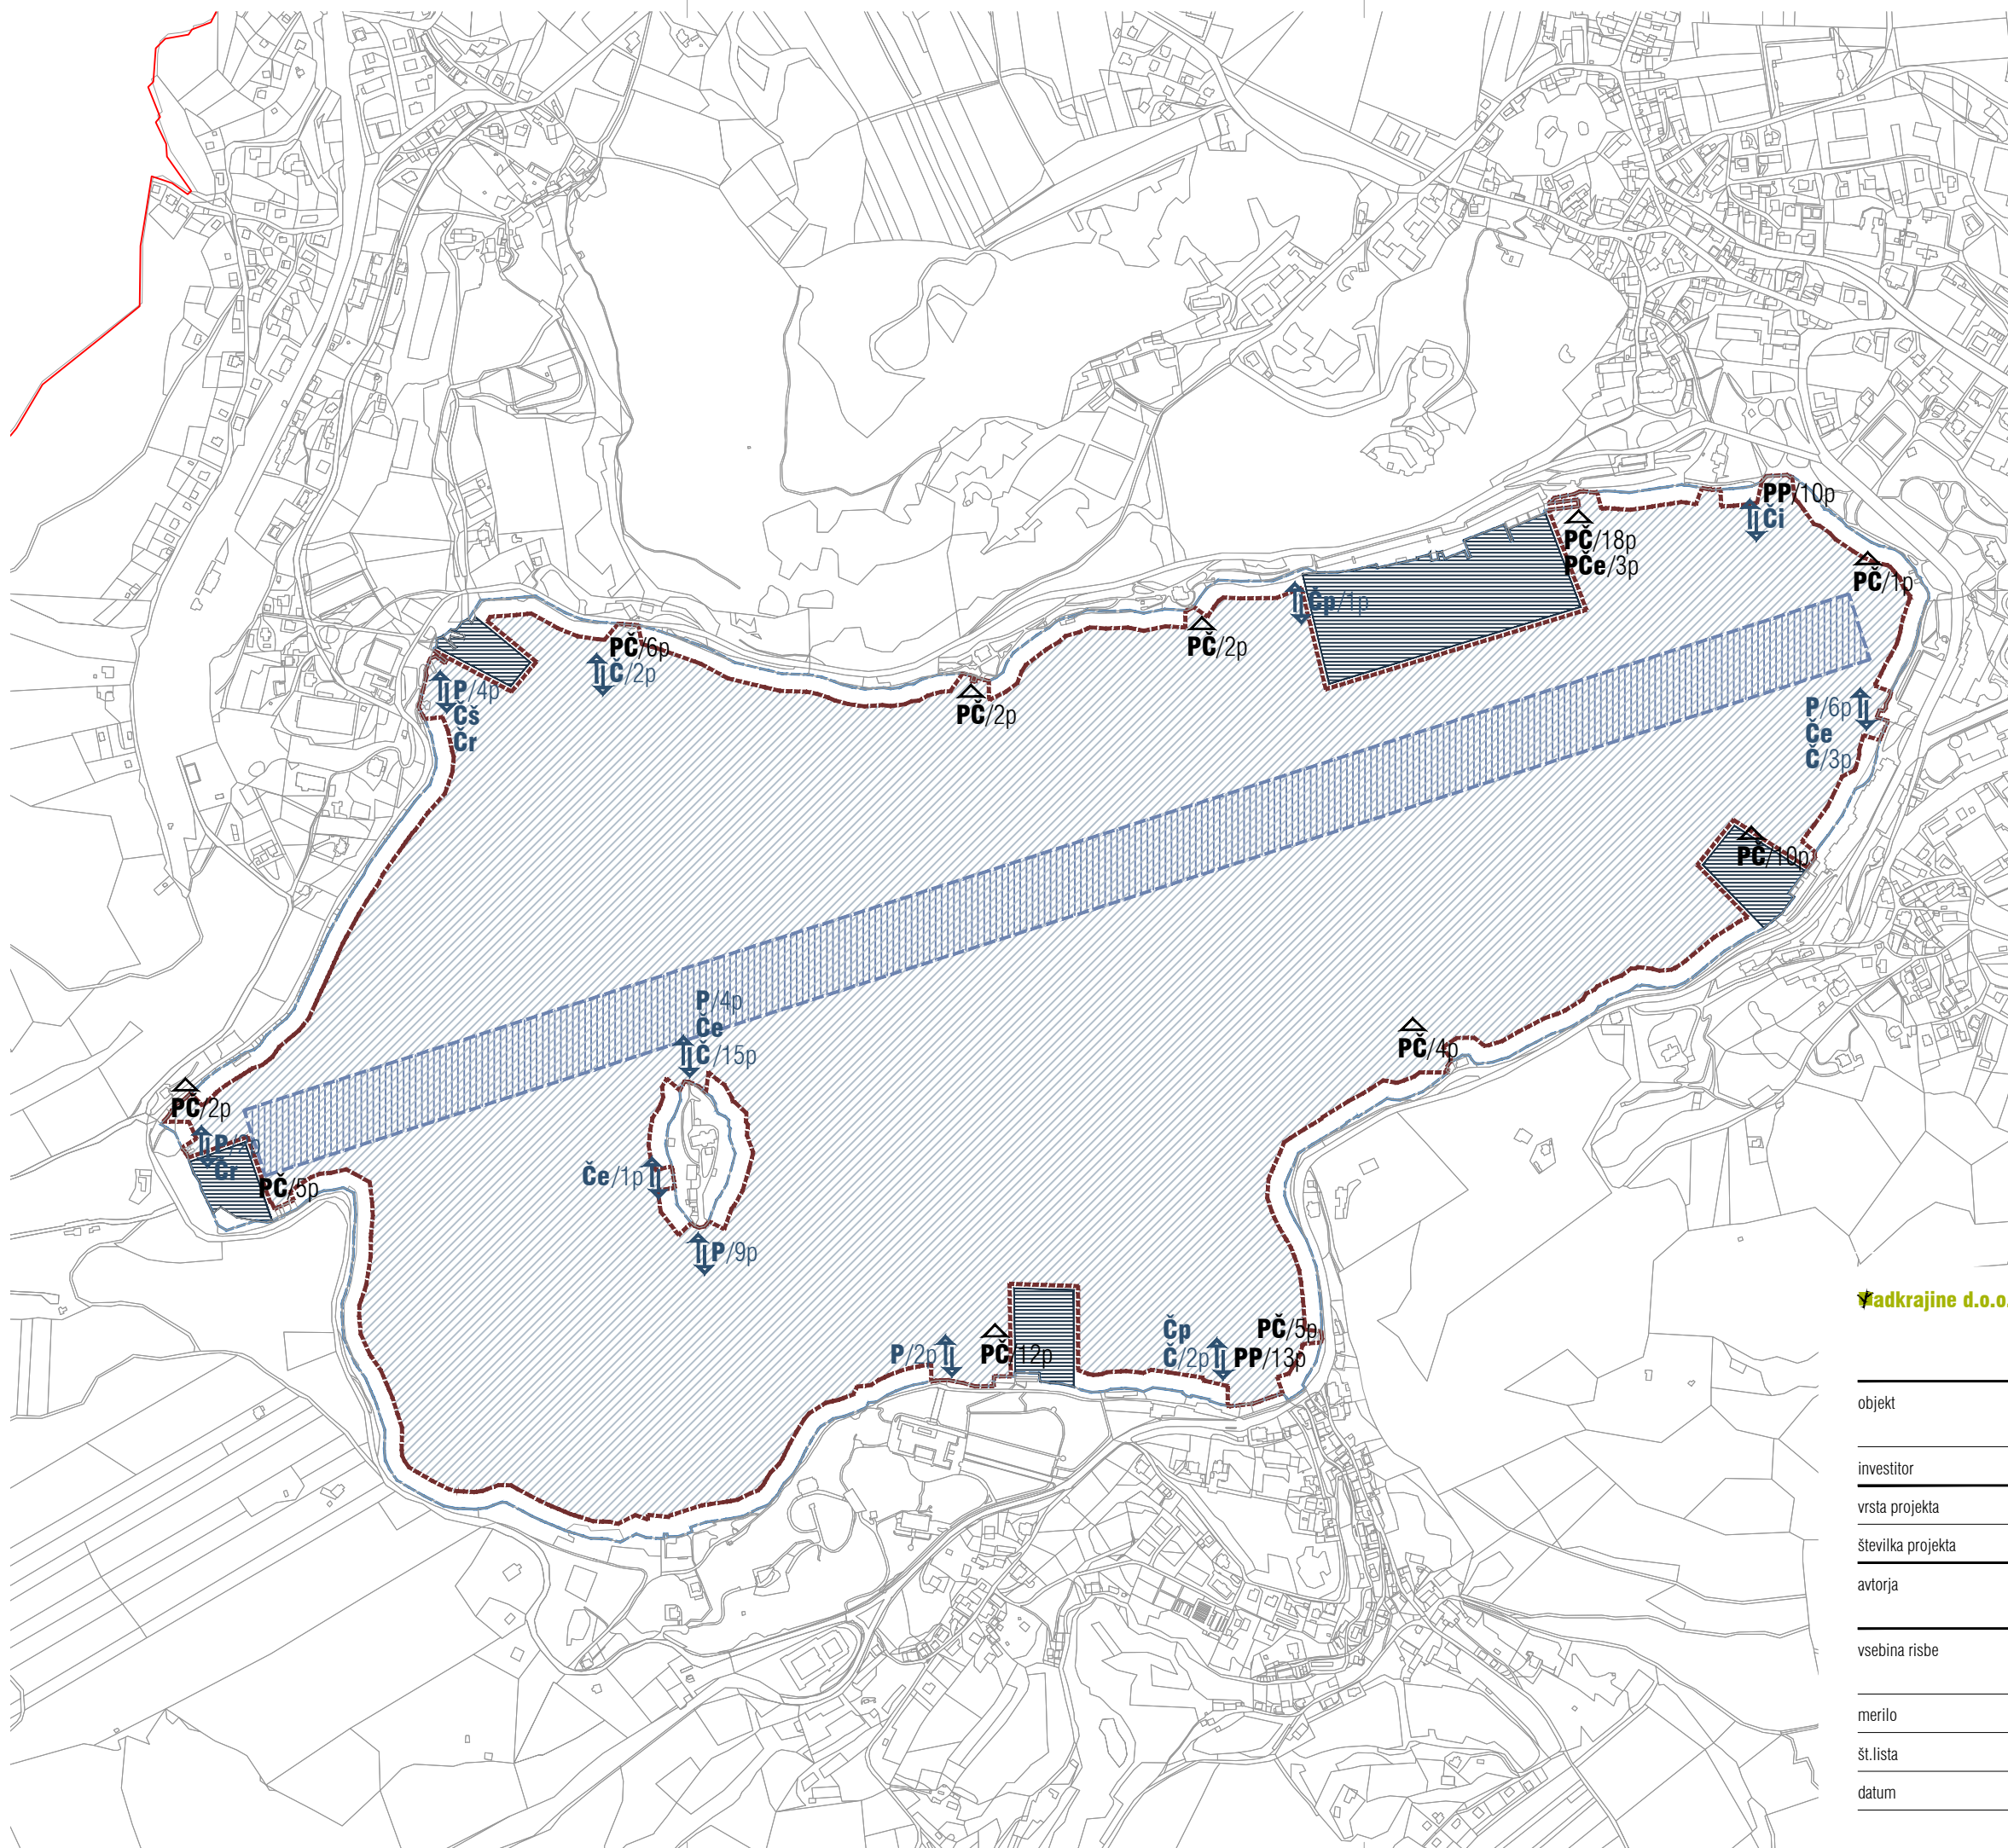 PP/10p
Či
PČ/18p
PČe/3p
PČ/1p
Čp/1p
PČ/2p
PČ/6p
Č/2p
P/4p
Čš
Čr
PČ/2p
P/6p
Če
Č/3p
PČ/10p
P/4p
Če
Č/15p
PČ/4p
PČ/2p
Čr
PČ/5p
Če/1p
P/9p
P/2p
PČ/12p
Čp
Č/2p
PČ/5p
PP/13p
adkrajine d.o.o.
objekt
investitor
vrsta projekta
številka projekta
avtorja
vsebina risbe
merilo
št.lista
datum